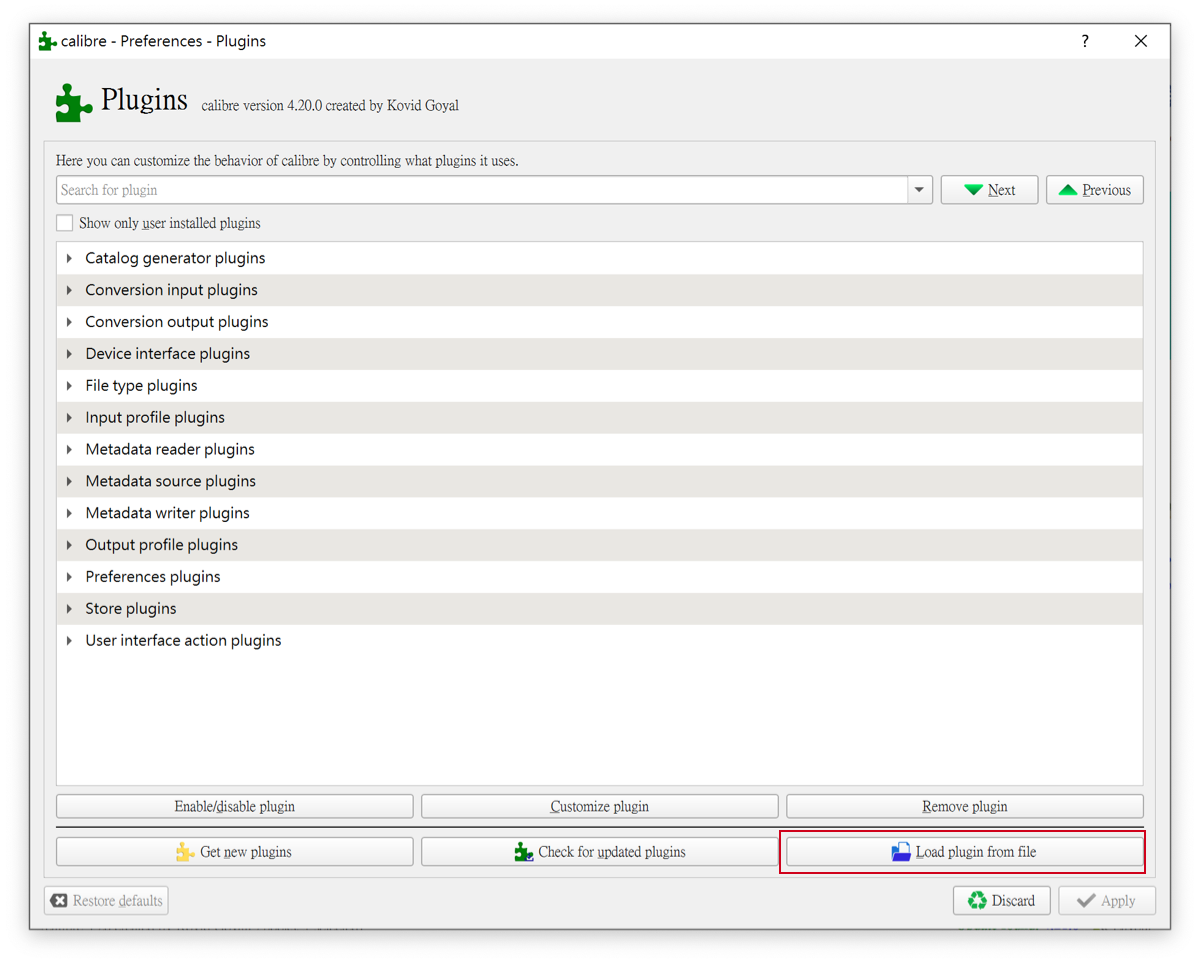 calibre - Preferences - Plugins
?
Plugins calibre version 4.20.0 created by Kovid Goyal
Here you can customize the behavior of calibre by controlling what plugins it uses.
Search for plugin Next Previous
Show only user installed plugins
Catalog generator plugins
Conversion input plugins
Conversion output plugins
Device interface plugins
File type plugins
Input profile plugins
Metadata reader plugins
Metadata source plugins
Metadata writer plugins
Output profile plugins
Preferences plugins
Store plugins
User interface action plugins
Enable/disable plugin Customize plugin Remove plugin
Get new plugins Check for updated plugins Load plugin from file
Restore defaults Discard Apply